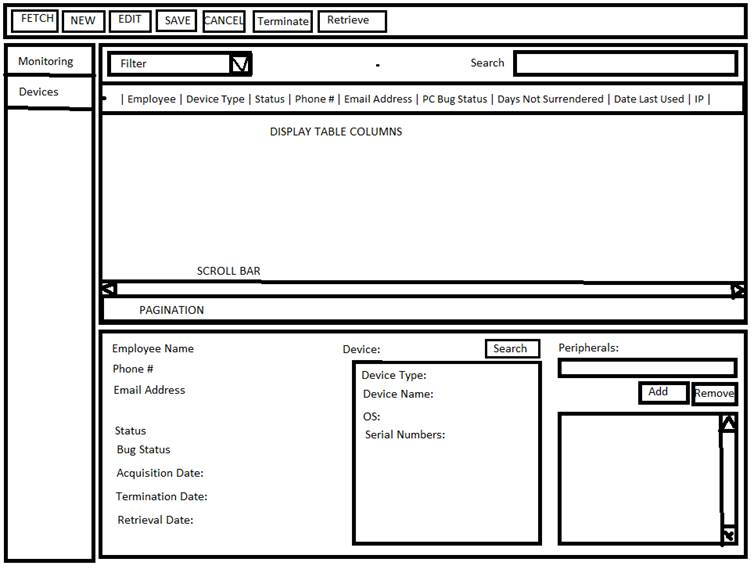 FETCH NEW EDIT SAVE CANCEL Terminate Retrieve
Monitoring
Devices
Filter Search
| Employee | Device Type | Status | Phone # | Email Address | PC Bug Status | Days Not Surrendered | Date Last Used | IP |
DISPLAY TABLE COLUMNS
SCROLL BAR
PAGINATION
Employee Name
Phone #
Email Address
Status
Bug Status
Acquisition Date:
Termination Date:
Retrieval Date:
Device: Search
Device Type:
Device Name:
OS:
Serial Numbers:
Peripherals:
Add Remove